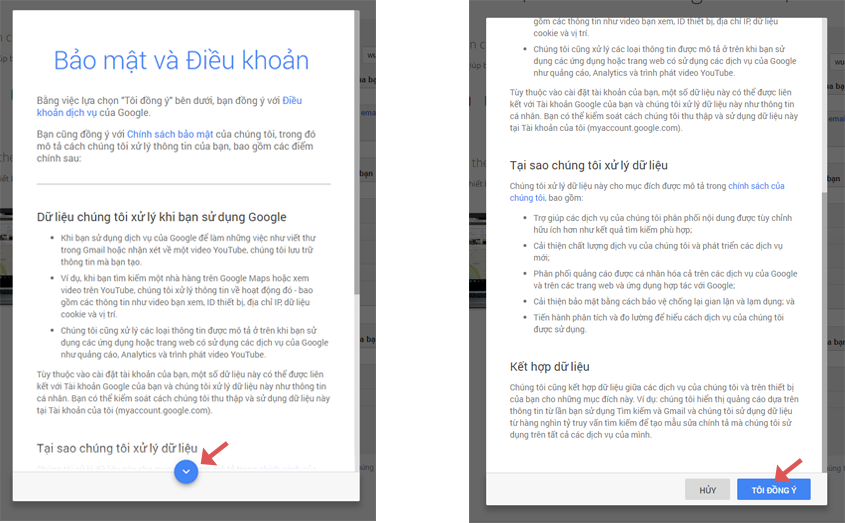 Bảo mật và Điều khoản
Bằng việc lựa chọn "Tôi đồng ý" bên dưới, bạn đồng ý với Điều
khoản dịch vụ của Google.
Bạn cũng đồng ý với Chính sách bảo mật của chúng tôi, trong đó
mô tả cách chúng tôi xử lý thông tin của bạn, bao gồm các điểm
chính sau:
Dữ liệu chúng tôi xử lý khi bạn sử dụng Google
• Khi bạn sử dụng dịch vụ của Google để làm những việc như viết thư
trong Gmail hoặc nhận xét về một video YouTube, chúng tôi lưu trữ
thông tin mà bạn tạo.
• Ví dụ, khi bạn tìm kiếm một nhà hàng trên Google Maps hoặc xem
video trên YouTube, chúng tôi xử lý thông tin về hoạt động đó - bao
gồm các thông tin như video bạn xem, ID thiết bị, địa chỉ IP, dữ liệu
cookie và vị trí.
• Chúng tôi cũng xử lý các loại thông tin được mô tả ở trên khi bạn sử
dụng các ứng dụng hoặc trang web có sử dụng các dịch vụ của Google
như quảng cáo, Analytics và trình phát video YouTube.
Tùy thuộc vào cài đặt tài khoản của bạn, một số dữ liệu này có thể được liên
kết với Tài khoản Google của bạn và chúng tôi xử lý dữ liệu này như thông tin
cá nhân. Bạn có thể kiểm soát cách chúng tôi thu thập và sử dụng dữ liệu này
tại Tài khoản của tôi (myaccount.google.com).
Tại sao chúng tôi xử lý dữ liệu
gồm các thông tin như video bạn xem, ID thiết bị, địa chỉ IP, dữ liệu
cookie và vị trí.
• Chúng tôi cũng xử lý các loại thông tin được mô tả ở trên khi bạn sử
dụng các ứng dụng hoặc trang web có sử dụng các dịch vụ của Google
như quảng cáo, Analytics và trình phát video YouTube.
Tùy thuộc vào cài đặt tài khoản của bạn, một số dữ liệu này có thể được liên
kết với Tài khoản Google của bạn và chúng tôi xử lý dữ liệu này như thông tin
cá nhân. Bạn có thể kiểm soát cách chúng tôi thu thập và sử dụng dữ liệu này
tại Tài khoản của tôi (myaccount.google.com).
Tại sao chúng tôi xử lý dữ liệu
Chúng tôi xử lý dữ liệu này cho mục đích được mô tả trong chính sách của
chúng tôi, bao gồm:
• Trợ giúp các dịch vụ của chúng tôi phân phối nội dung được tùy chỉnh
hữu ích hơn như kết quả tìm kiếm phù hợp;
• Cải thiện chất lượng dịch vụ của chúng tôi và phát triển các dịch vụ
mới;
• Phân phối quảng cáo được cá nhân hóa cả trên các dịch vụ của Google
và trên các trang web và ứng dụng hợp tác với Google;
• Cải thiện bảo mật bằng cách bảo vệ chống lại gian lận và lạm dụng; và
• Tiến hành phân tích và đo lường để hiểu cách dịch vụ của chúng tôi
được sử dụng.
Kết hợp dữ liệu
Chúng tôi cũng kết hợp dữ liệu giữa các dịch vụ của chúng tôi và trên thiết bị
của bạn cho những mục đích này. Ví dụ: chúng tôi hiển thị quảng cáo dựa trên
thông tin từ lần bạn sử dụng Tìm kiếm và Gmail và chúng tôi sử dụng dữ liệu
từ hàng nghìn tỷ truy vấn tìm kiếm để tạo mẫu sửa chính tả mà chúng tôi sử
dụng trên tất cả các dịch vụ của mình.
HỦY
TÔI ĐỒNG Ý